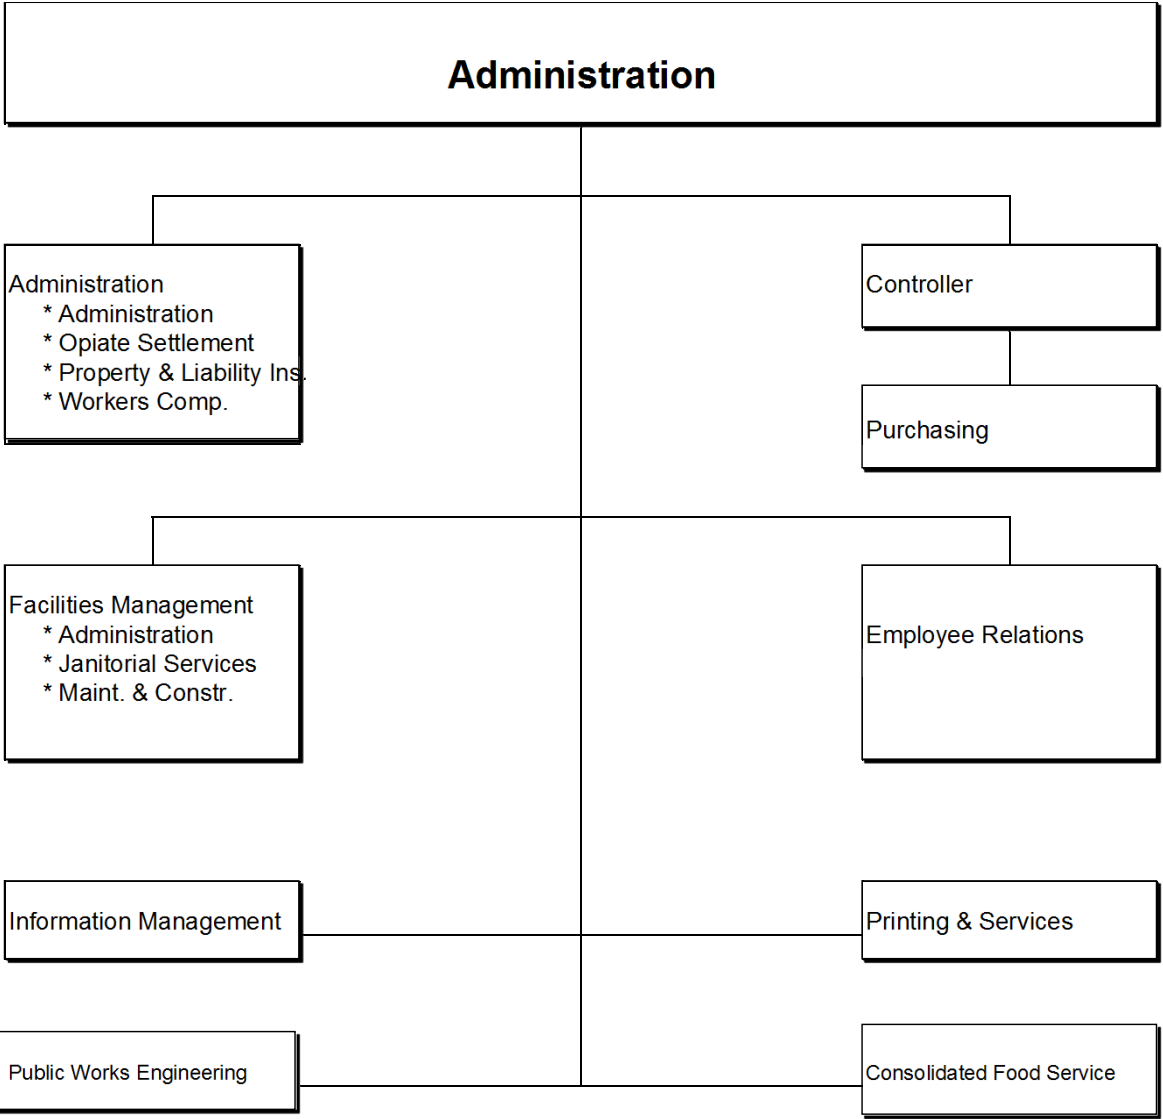 Administration
Administration
* Administration
* Opiate Settlement
* Property & Liability Ins.
* Workers Comp.
Controller
Purchasing
Facilities Management
* Administration
* Janitorial Services
* Maint. & Constr.
Employee Relations
Information Management
Printing & Services
Public Works Engineering
Consolidated Food Service